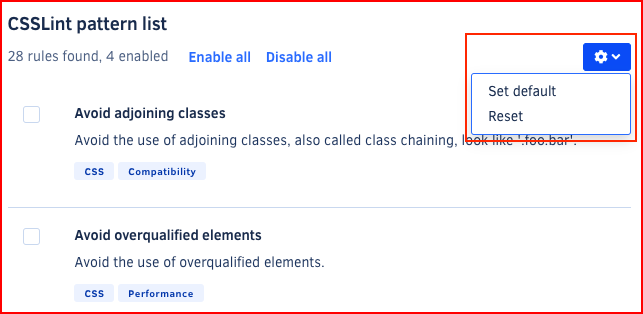 CSSLint pattern list
28 rules found, 4 enabled Enable all Disable all
Set default
Reset
Avoid adjoining classes
Avoid the use of adjoining classes, also called class chaining, look like '.foo.bar'.
CSS Compatibility
Avoid overqualified elements
Avoid the use of overqualified elements.
CSS Performance